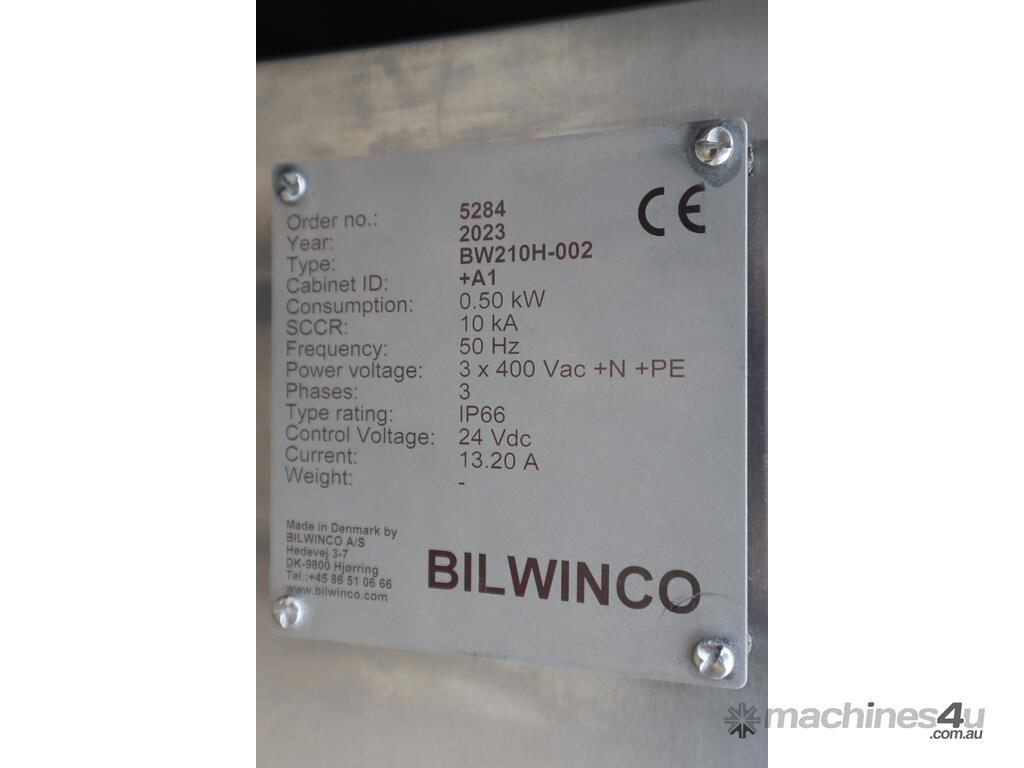 Order no.: 5284
Year: 2023
Type: BW210H-002
Cabinet ID: +A1
Consumption: 0.50 kW
SCCR: 10 kA
Frequency: 50 Hz
Power voltage: 3 x 400 Vac +N +PE
Phases: 3
Type rating: IP66
Control Voltage: 24 Vdc
Current: 13.20 A
Weight: -
CE
Made in Denmark by
BILWINCO A/S
Hedevej 3-7
DK-9800 Hjørring
Tel.:+45 86 51 06 66
www.bilwinco.com
BILWINCO
machines4u
.com.au